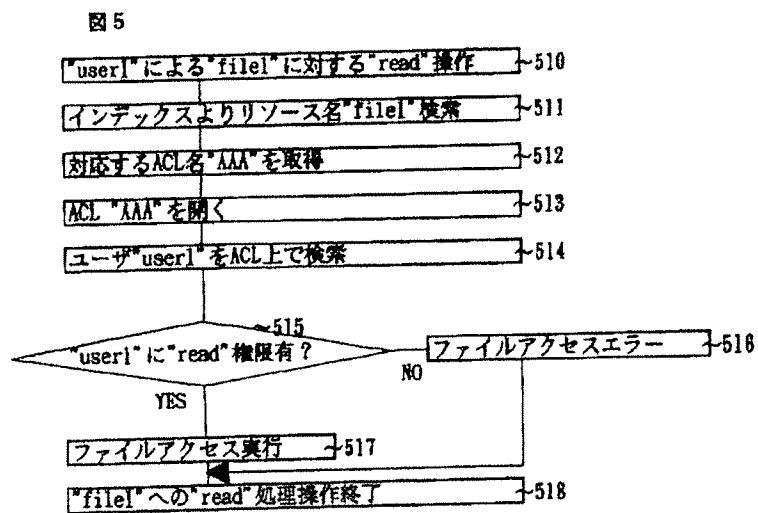 図5
"user1"による"file1"に対する"read"操作 ~510
インデックスよりリソース名"file1"検索 ~511
対応するACL名"AAA"を取得 ~512
ACL "AAA"を開く ~513
ユーザ"user1"をACL上で検索 ~514
~515
"user1"に"read"権限有?
ファイルアクセスエラー ~516
NO
YES
ファイルアクセス実行 ~517
"file1"への"read"処理操作終了 ~518